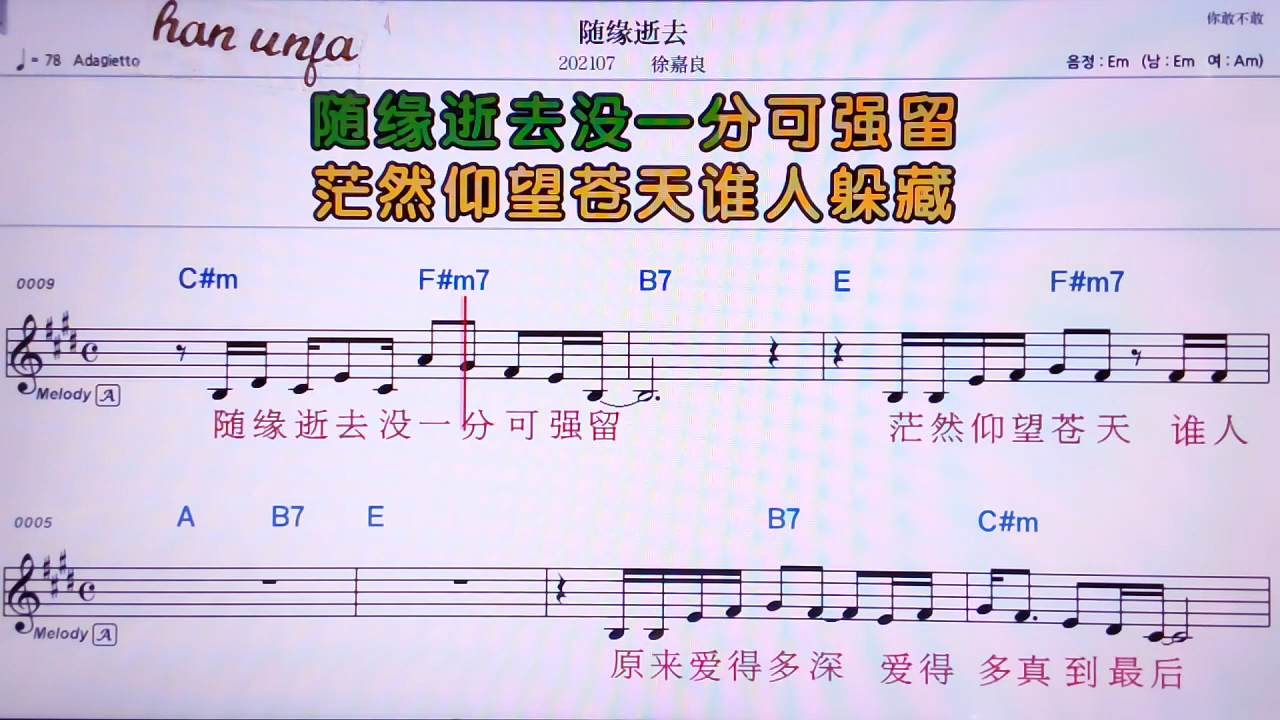 han unfa
随缘逝去
你敢不敢
♩= 78 Adagietto
202107 徐嘉良
음정 : Em (남 : Em 여 : Am)
随缘逝去没一分可强留
茫然仰望苍天谁人躲藏
0009
C#m F#m7 B7 E F#m7
Melody A
随缘逝去没一分可强留 茫然仰望苍天 谁人
0005
A B7 E B7 C#m
Melody A
原来爱得多深 爱得 多真到最后